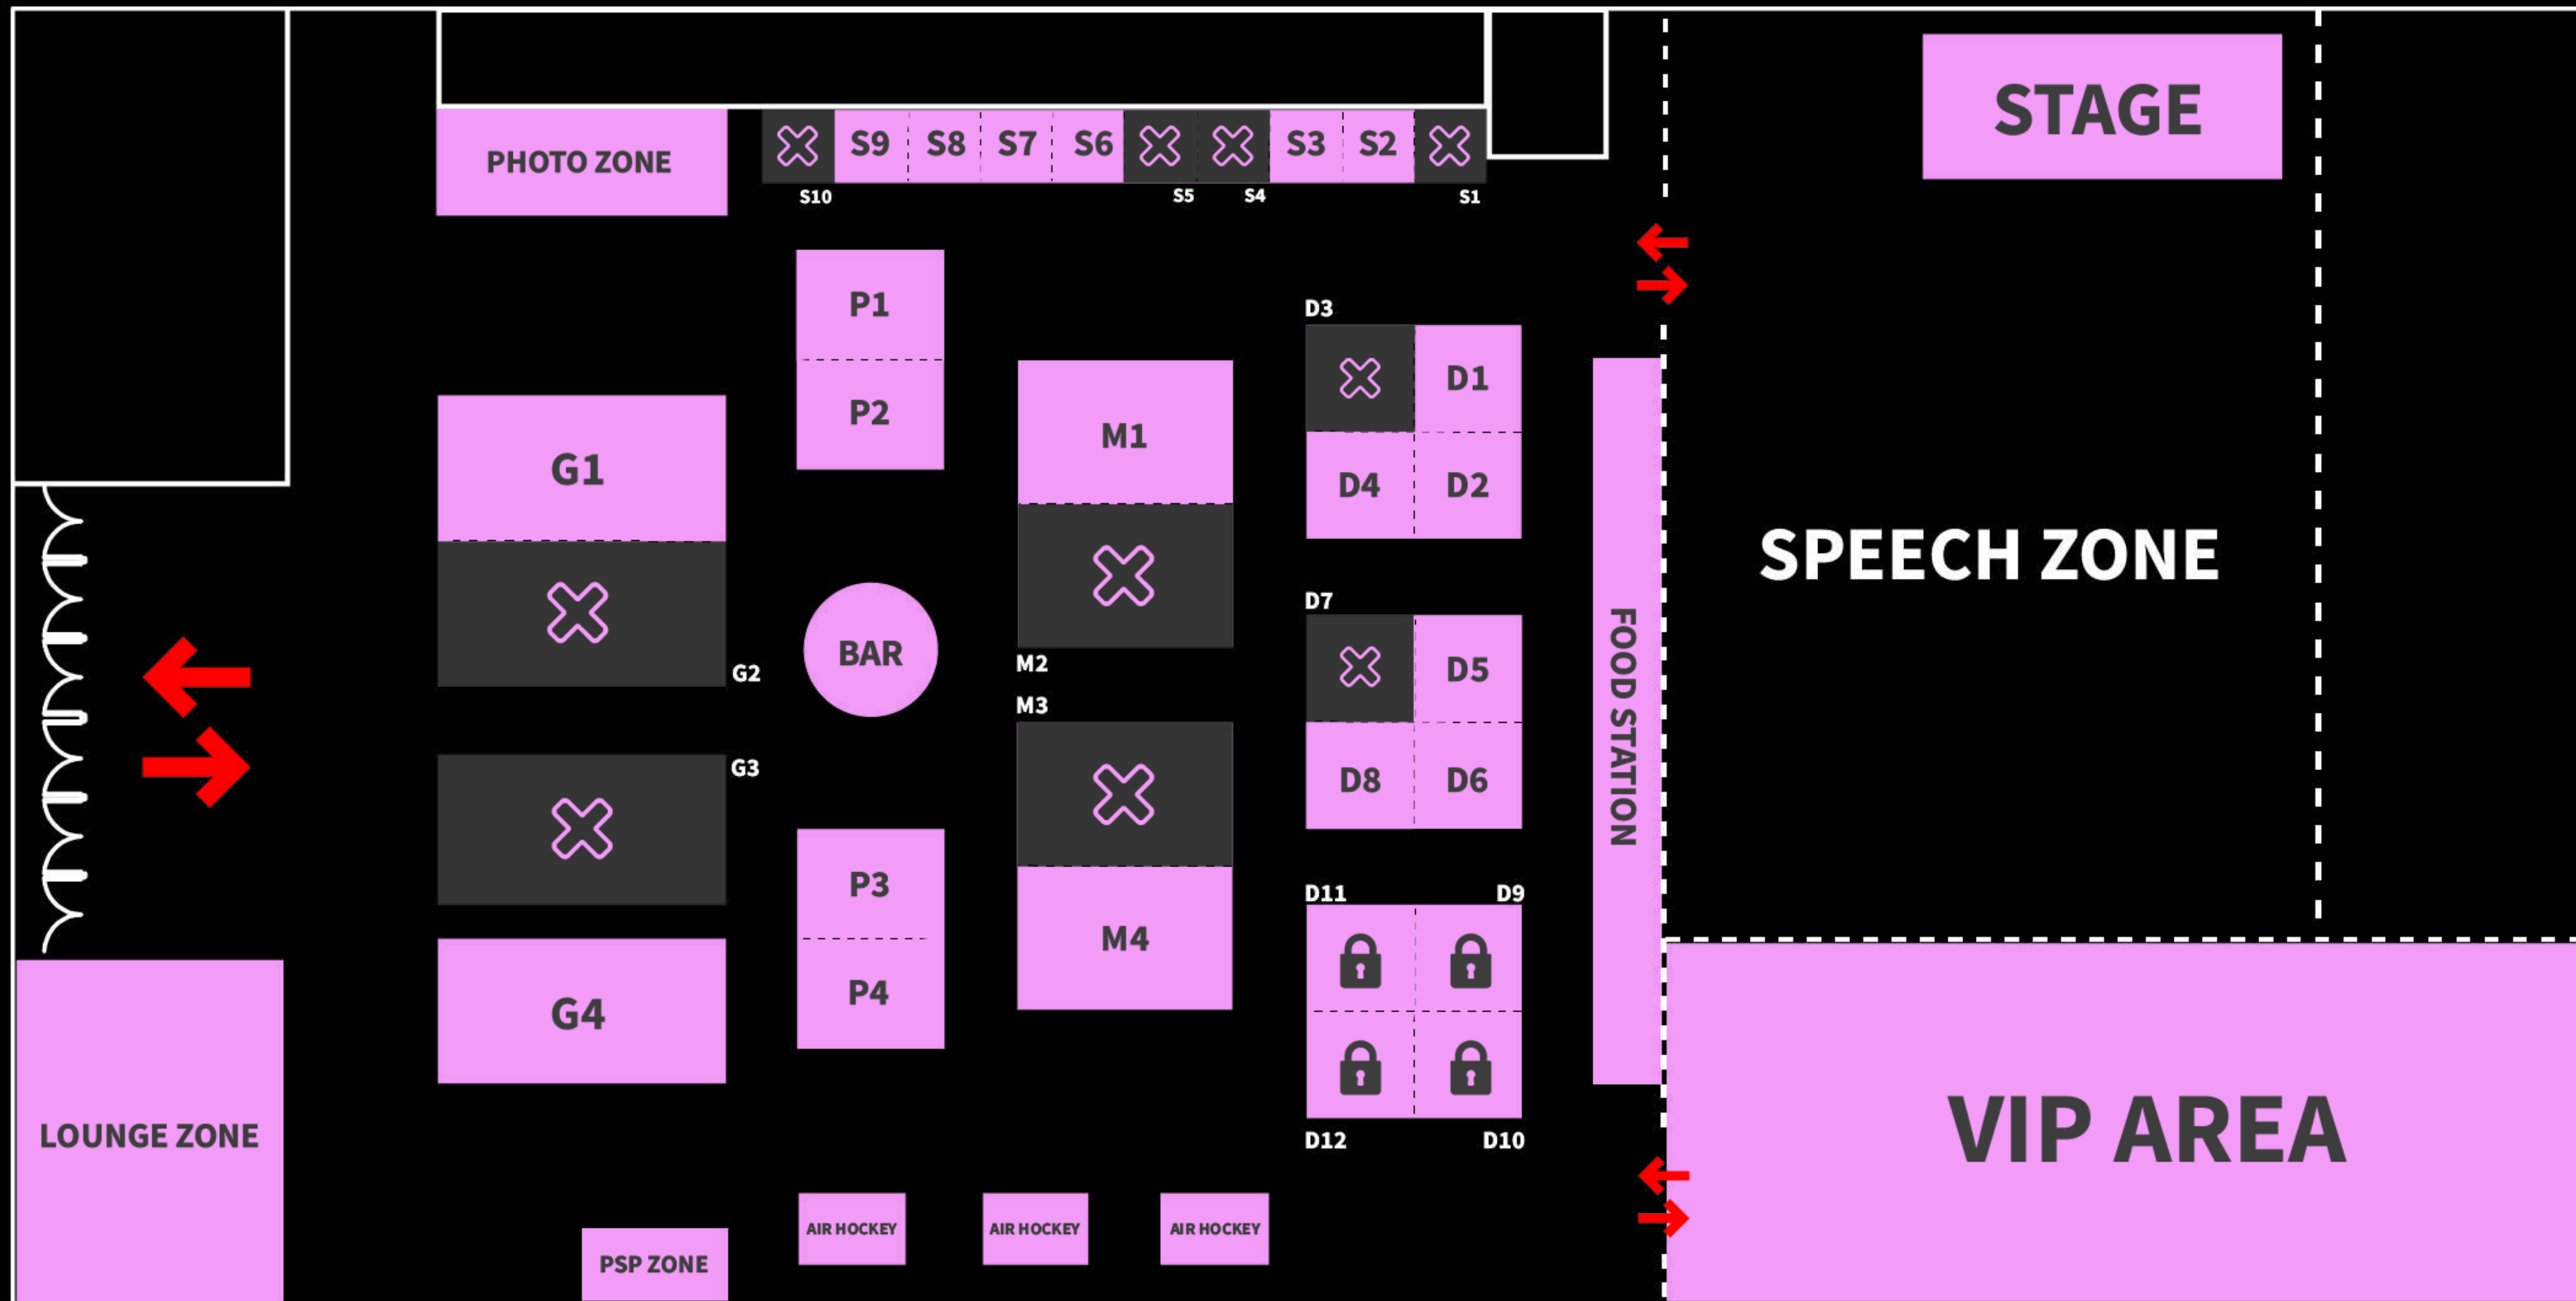 STAGE
PHOTO ZONE
S9
S8
S7
S6
S3
S2
S10
S5
S4
S1
P1
P2
D3
D1
D4
D2
M1
G1
SPEECH ZONE
G2
BAR
M2
M3
D7
D5
D8
D6
FOOD STATION
G3
P3
P4
M4
D11
D9
G4
D12
D10
LOUNGE ZONE
VIP AREA
AIR HOCKEY
AIR HOCKEY
AIR HOCKEY
PSP ZONE